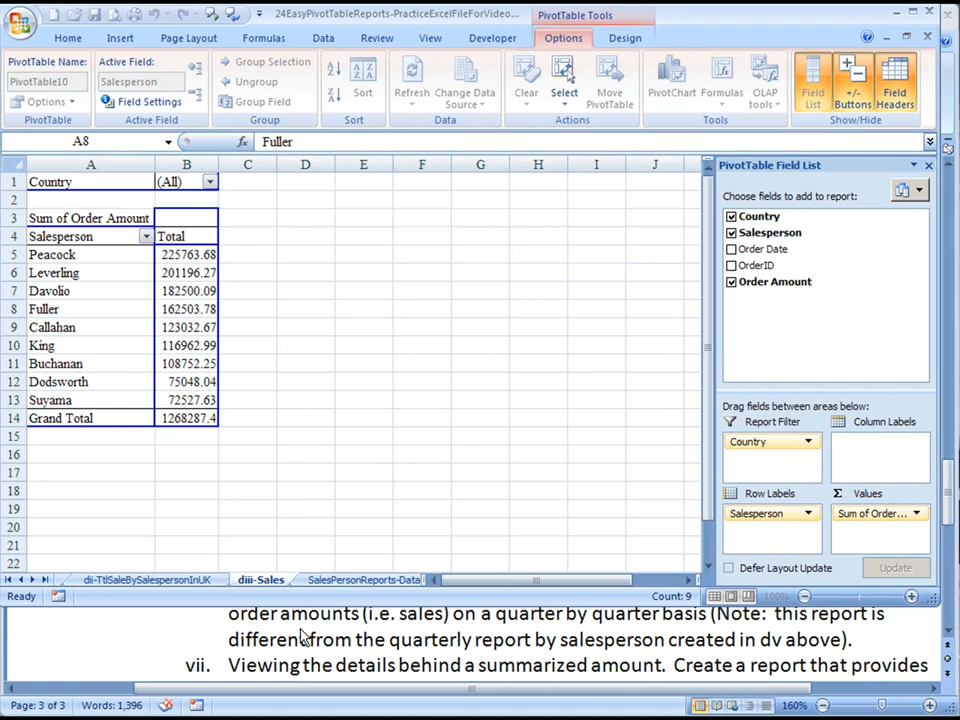 24EasyPivotTableReports-PracticeExcelFileForVideo...
PivotTable Tools
Home Insert Page Layout Formulas Data Review View Developer Options Design
PivotTable Name:
PivotTable10
Options
PivotTable
Active Field:
Salesperson
Field Settings
Active Field
Group Selection
Ungroup
Group Field
Group
Sort
Sort
Refresh
Change Data Source
Data
Clear
Select
Move PivotTable
Actions
PivotChart
Formulas
OLAP tools
Tools
Field List
+/- Buttons
Field Headers
Show/Hide
A8 fx Fuller
A B C D E F G H I J
1 Country (All)
2
3 Sum of Order Amount
4 Salesperson Total
5 Peacock 225763.68
6 Leverling 201196.27
7 Davolio 182500.09
8 Fuller 162503.78
9 Callahan 123032.67
10 King 116962.99
11 Buchanan 108752.25
12 Dodsworth 75048.04
13 Suyama 72527.63
14 Grand Total 1268287.4
15
16
17
18
19
20
21
22
PivotTable Field List
Choose fields to add to report:
Country
Salesperson
Order Date
OrderID
Order Amount
Drag fields between areas below:
Report Filter Column Labels
Country
Row Labels Σ Values
Salesperson Sum of Order...
Defer Layout Update Update
dii-TtlSaleBySalespersonInUK diii-Sales SalesPersonReports-Data
Ready Count: 9 100%
order amounts (i.e. sales) on a quarter by quarter basis (Note: this report is
different from the quarterly report by salesperson created in dv above).
vii. Viewing the details behind a summarized amount. Create a report that provides
Page: 3 of 3 Words: 1,396 160%